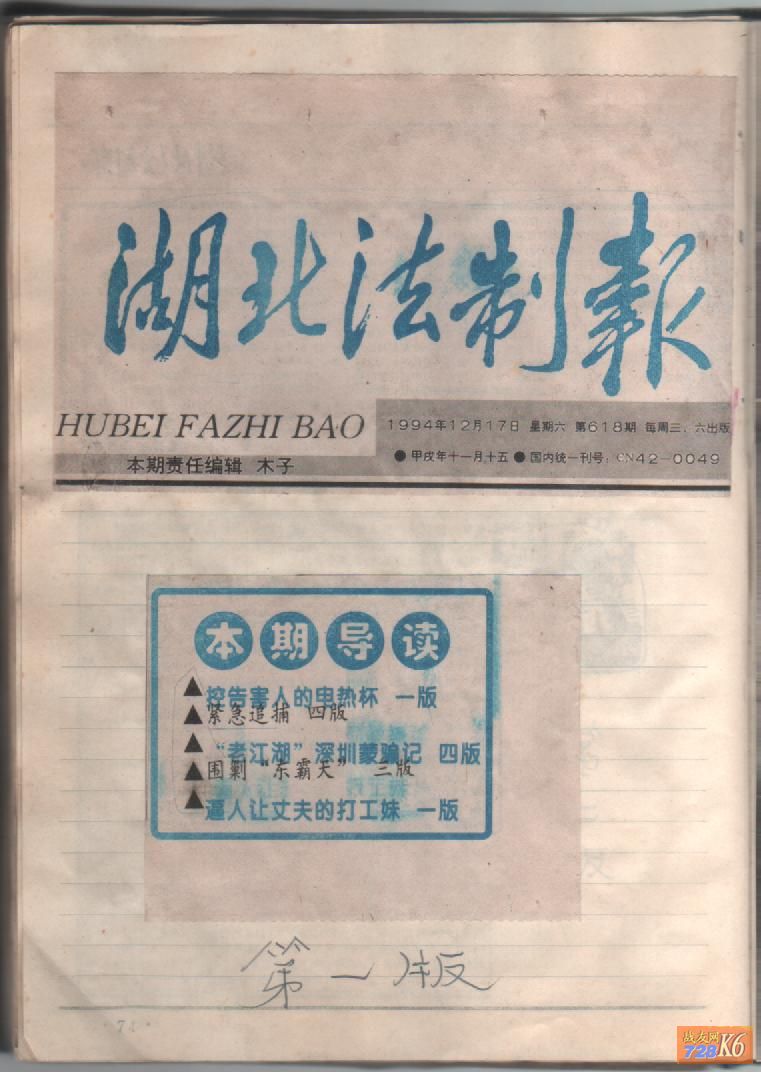 湖北法制报
HUBEI FAZHI BAO
1994年12月17日 星期六 第618期 每周三、六出版
●甲戌年十一月十五 ●国内统一刊号：CN42-0049
本期责任编辑 木子
本期导读
▲控告害人的电热杯 一版
▲紧急追捕 四版
▲“老江湖”深圳蒙骗记 四版
▲围剿“东霸天” 三版
▲逼人让丈夫的打工妹 一版
第一版
·74·
战友网
728K6